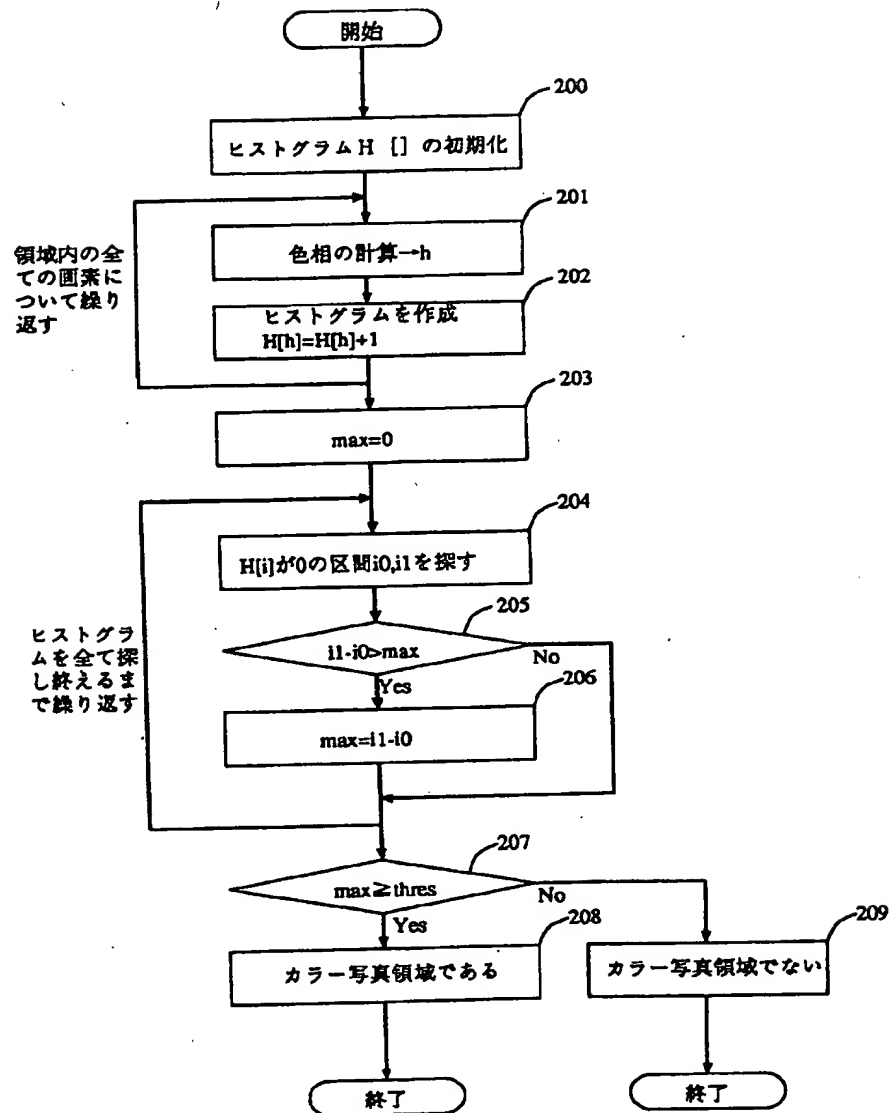 開始
200
ヒストグラムH [] の初期化
201
色相の計算→h
領域内の全
ての画素に
ついて繰り
返す
202
ヒストグラムを作成
H[h]=H[h]+1
203
max=0
204
H[i]が0の区間i0,i1を探す
205
i1-i0>max
No
Yes
ヒストグラ
ムを全て探
し終えるま
で繰り返す
206
max=i1-i0
207
max≧thres
No
Yes
208
カラー写真領域である
209
カラー写真領域でない
終了
終了